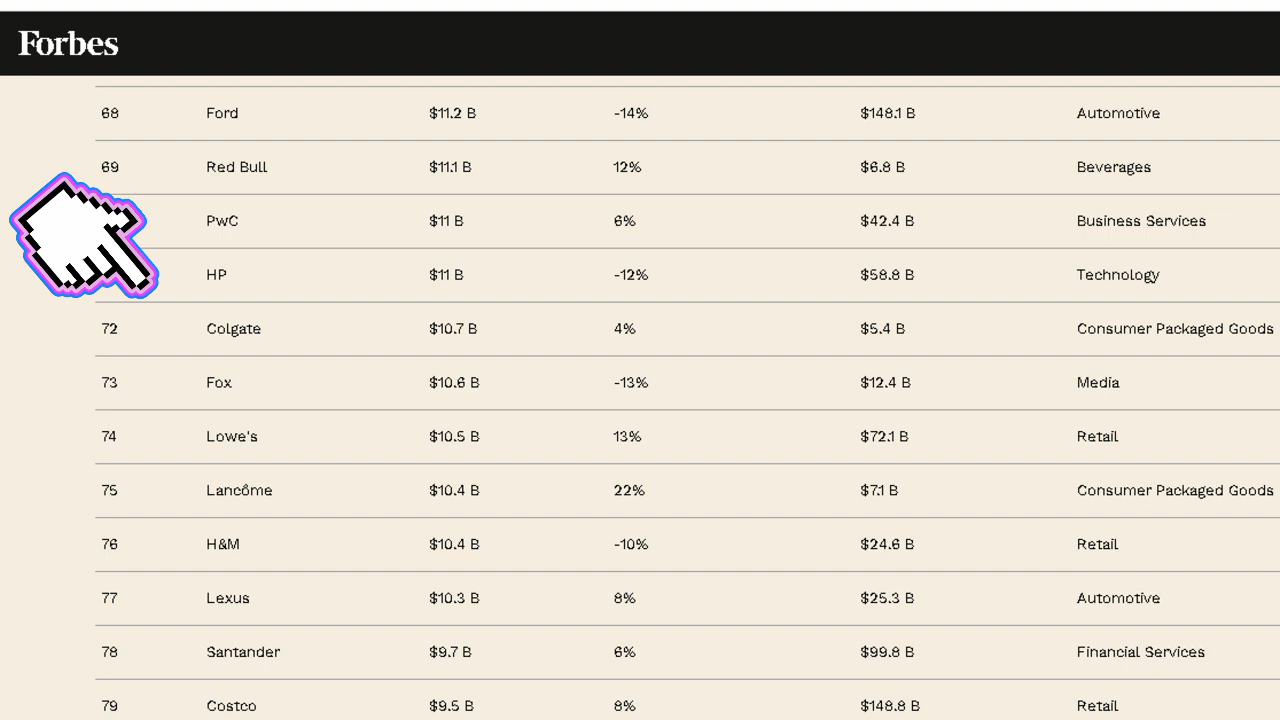 Forbes
68 Ford $11.2 B -14% $148.1 B Automotive
69 Red Bull $11.1 B 12% $6.8 B Beverages
PwC $11 B 6% $42.4 B Business Services
HP $11 B -12% $58.8 B Technology
72 Colgate $10.7 B 4% $5.4 B Consumer Packaged Goods
73 Fox $10.6 B -13% $12.4 B Media
74 Lowe's $10.5 B 13% $72.1 B Retail
75 Lancôme $10.4 B 22% $7.1 B Consumer Packaged Goods
76 H&M $10.4 B -10% $24.6 B Retail
77 Lexus $10.3 B 8% $25.3 B Automotive
78 Santander $9.7 B 6% $99.8 B Financial Services
79 Costco $9.5 B 8% $148.8 B Retail